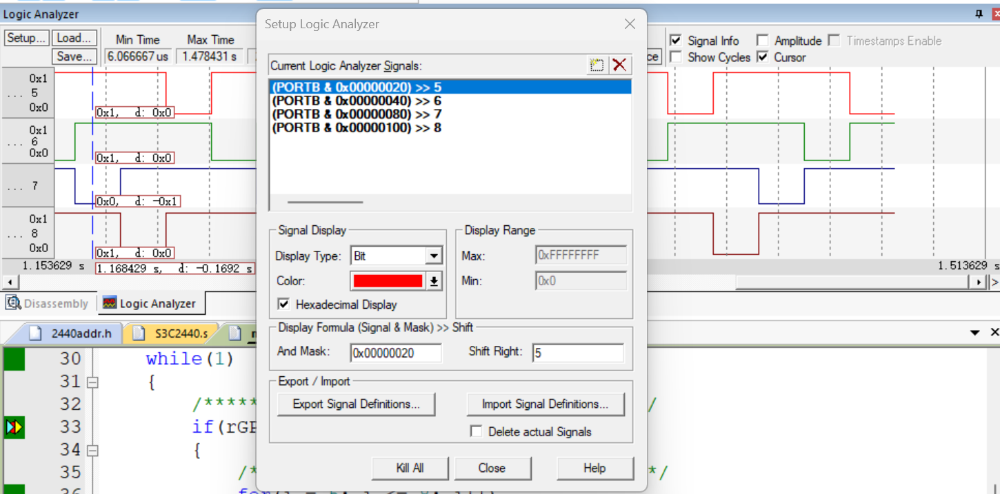 Logic Analyzer
Setup Logic Analyzer
Setup... Load... Min Time Max Time
Save... 6.066667 us 1.478431 s
Signal Info Amplitude Timestamps Enable
ce Show Cycles Cursor
Current Logic Analyzer Signals:
(PORTB & 0x00000020) >> 5
(PORTB & 0x00000040) >> 6
(PORTB & 0x00000080) >> 7
(PORTB & 0x00000100) >> 8
0x1
... 5
0x0
0x1, d: 0x0
0x1
... 6
0x0
0x1, d: 0x0
... 7
0x0, d: -0x1
0x1
... 8
0x0
0x1, d: 0x0
1.153629 s 1.168429 s, d: -0.1692 s 1.513629 s
Signal Display
Display Type: Bit
Color:
Hexadecimal Display
Display Range
Max: 0xFFFFFFFF
Min: 0x0
Display Formula (Signal & Mask) >> Shift
And Mask: 0x00000020 Shift Right: 5
Export / Import
Export Signal Definitions... Import Signal Definitions...
Delete actual Signals
Kill All Close Help
Disassembly Logic Analyzer
2440addr.h S3C2440.s
30 while(1)
31 {
32 /***** /
33 if(rGP
34 {
35 /* */